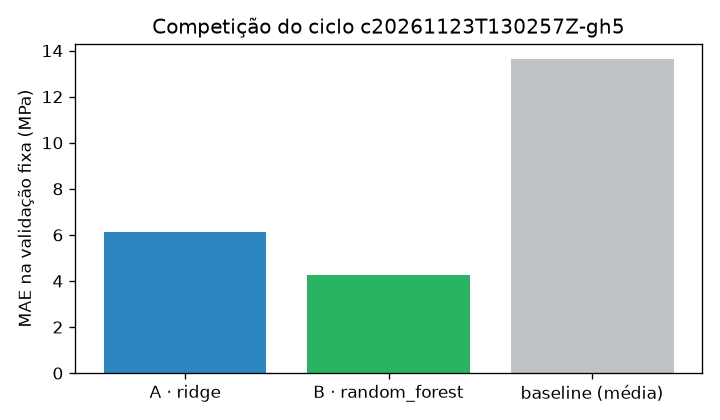 Competição do ciclo c20261123T130257Z-gh5
MAE na validação fixa (MPa)
14
12
10
8
6
4
2
0
A · ridge
B · random_forest
baseline (média)